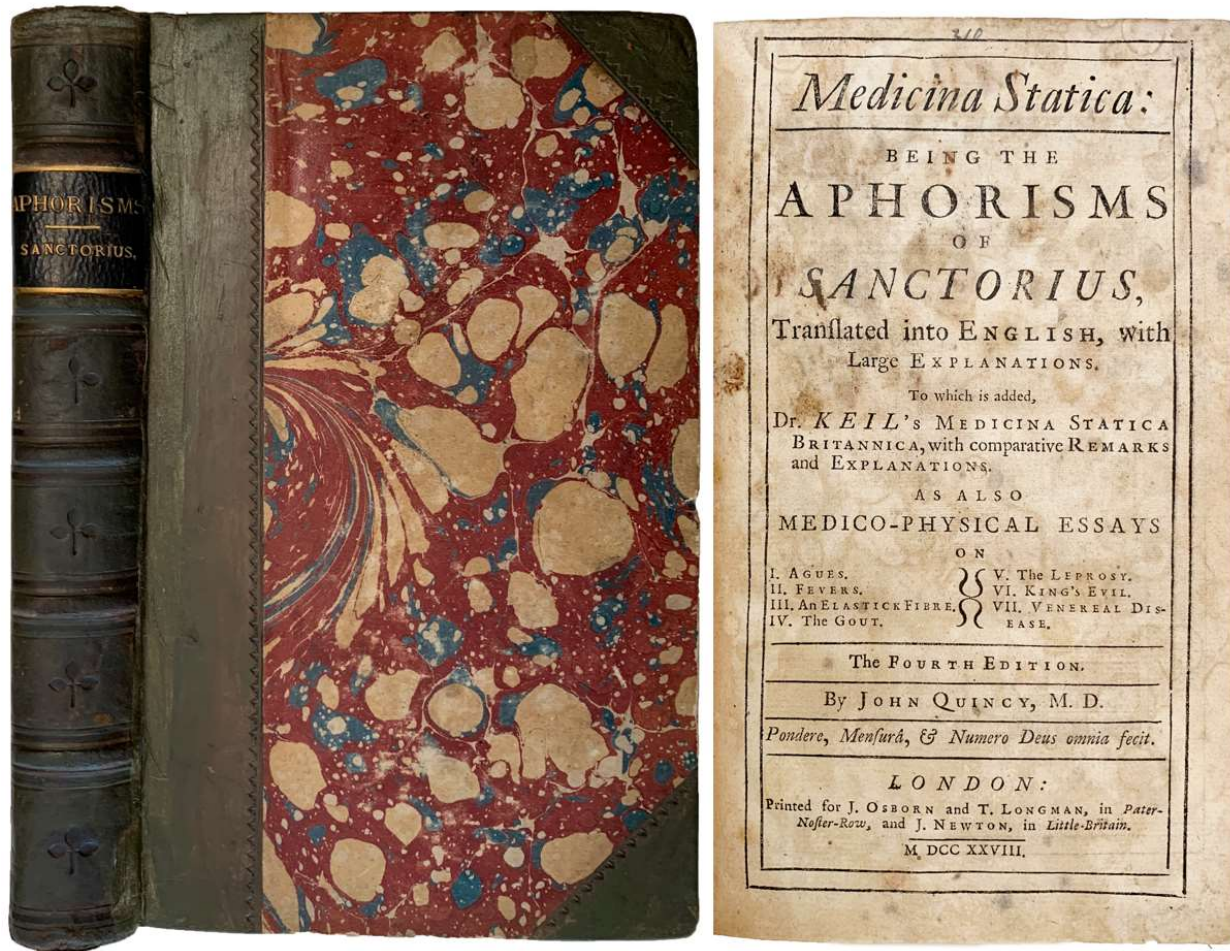 APHORISMS
SANCTORIUS.
310
Medicina Statica:
BEING THE
APHORISMS
OF
SANCTORIUS,
Tranſlated into ENGLISH, with
Large EXPLANATIONS.
To which is added,
Dr. KEIL's MEDICINA STATICA
BRITANNICA, with comparative REMARKS
and EXPLANATIONS.
AS ALSO
MEDICO-PHYSICAL ESSAYS
ON
I. AGUES.
II. FEVERS.
III. An ELASTICK FIBRE.
IV. The GOUT.
V. The LEPROSY.
VI. KING'S EVIL.
VII. VENEREAL DIS-
EASE.
The FOURTH EDITION.
By JOHN QUINCY, M. D.
Pondere, Menſurâ, & Numero Deus omnia fecit.
LONDON:
Printed for J. OSBORN and T. LONGMAN, in Pater-
Noſter-Row, and J. NEWTON, in Little-Britain.
M DCC XXVIII.